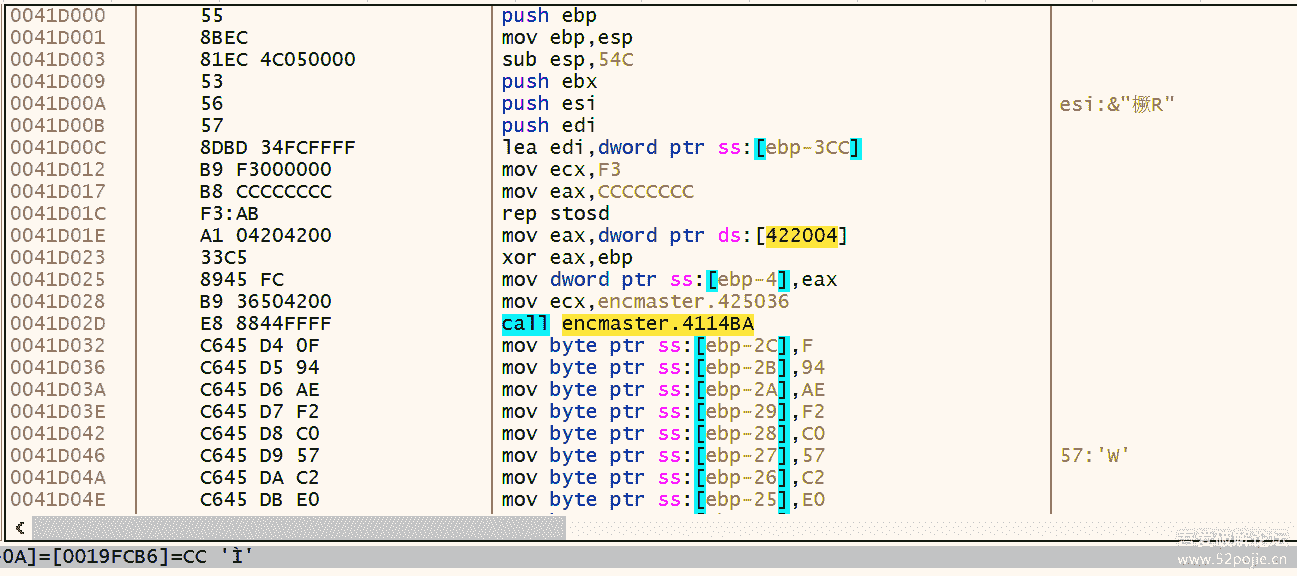 0041D000 55 push ebp
0041D001 8BEC mov ebp,esp
0041D003 81EC 4C050000 sub esp,54C
0041D009 53 push ebx
0041D00A 56 push esi esi:&"橛R"
0041D00B 57 push edi
0041D00C 8DBD 34FCFFFF lea edi,dword ptr ss:[ebp-3CC]
0041D012 B9 F3000000 mov ecx,F3
0041D017 B8 CCCCCCCC mov eax,CCCCCCCC
0041D01C F3:AB rep stosd
0041D01E A1 04204200 mov eax,dword ptr ds:[422004]
0041D023 33C5 xor eax,ebp
0041D025 8945 FC mov dword ptr ss:[ebp-4],eax
0041D028 B9 36504200 mov ecx,encmaster.425036
0041D02D E8 8844FFFF call encmaster.4114BA
0041D032 C645 D4 0F mov byte ptr ss:[ebp-2C],F
0041D036 C645 D5 94 mov byte ptr ss:[ebp-2B],94
0041D03A C645 D6 AE mov byte ptr ss:[ebp-2A],AE
0041D03E C645 D7 F2 mov byte ptr ss:[ebp-29],F2
0041D042 C645 D8 C0 mov byte ptr ss:[ebp-28],C0
0041D046 C645 D9 57 mov byte ptr ss:[ebp-27],57 57:'W'
0041D04A C645 DA C2 mov byte ptr ss:[ebp-26],C2
0041D04E C645 DB E0 mov byte ptr ss:[ebp-25],E0
0A]=[0019FCB6]=CC 'Ì'
吾爱破解论坛
www.52pojie.cn